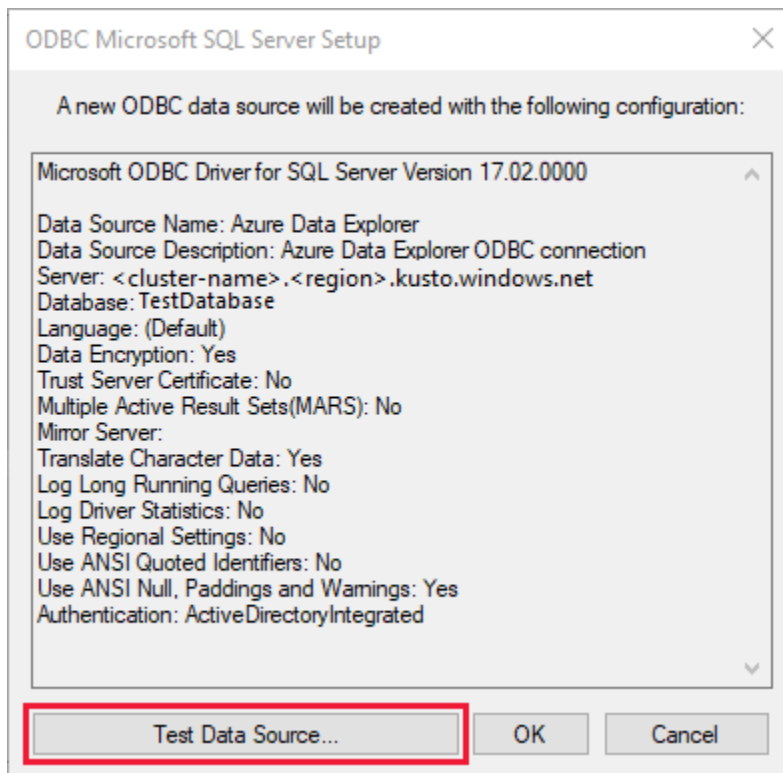 ODBC Microsoft SQL Server Setup
A new ODBC data source will be created with the following configuration:
Microsoft ODBC Driver for SQL Server Version 17.02.0000
Data Source Name: Azure Data Explorer
Data Source Description: Azure Data Explorer ODBC connection
Server: <cluster-name>.<region>.kusto.windows.net
Database: TestDatabase
Language: (Default)
Data Encryption: Yes
Trust Server Certificate: No
Multiple Active Result Sets(MARS): No
Mirror Server:
Translate Character Data: Yes
Log Long Running Queries: No
Log Driver Statistics: No
Use Regional Settings: No
Use ANSI Quoted Identifiers: No
Use ANSI Null, Paddings and Warnings: Yes
Authentication: ActiveDirectoryIntegrated
Test Data Source... OK Cancel